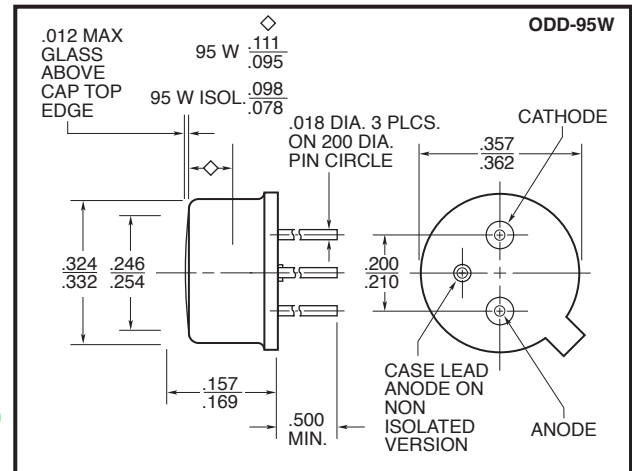 ODD-95W
.012 MAX
GLASS
ABOVE
CAP TOP
EDGE
95 W .111
.095
95 W ISOL. .098
.078
.018 DIA. 3 PLCS.
ON 200 DIA.
PIN CIRCLE
CATHODE
.357
.362
.324
.332
.246
.254
.200
.210
.157
.169
.500
MIN.
CASE LEAD
ANODE ON
NON
ISOLATED
VERSION
ANODE